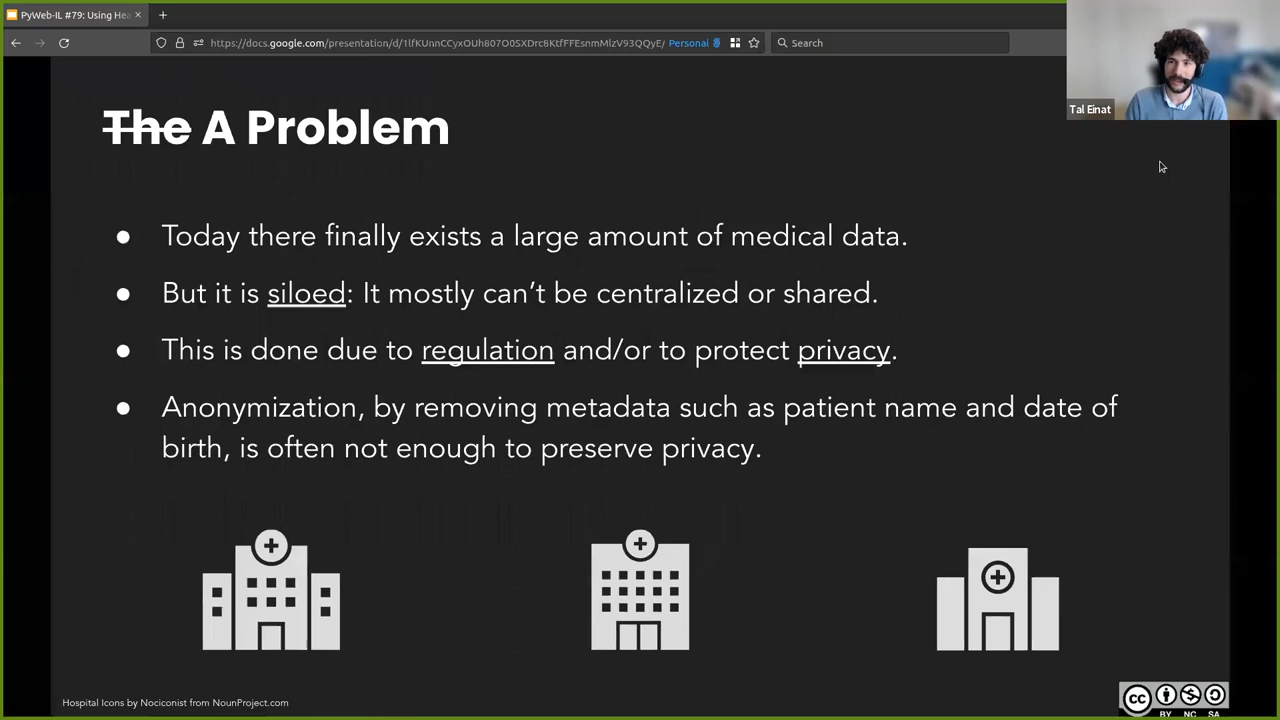 PyWeb-IL #79: Using Hea
https://docs.google.com/presentation/d/1lfKUnnCCyxOUh807O05XDrc8KtfFFEsnmMlzV93QQyE/
Personal
Search
Tal Einat
The A Problem
● Today there finally exists a large amount of medical data.
● But it is siloed: It mostly can’t be centralized or shared.
● This is done due to regulation and/or to protect privacy.
● Anonymization, by removing metadata such as patient name and date of
birth, is often not enough to preserve privacy.
Hospital Icons by Nociconist from NounProject.com
cc
BY NC SA